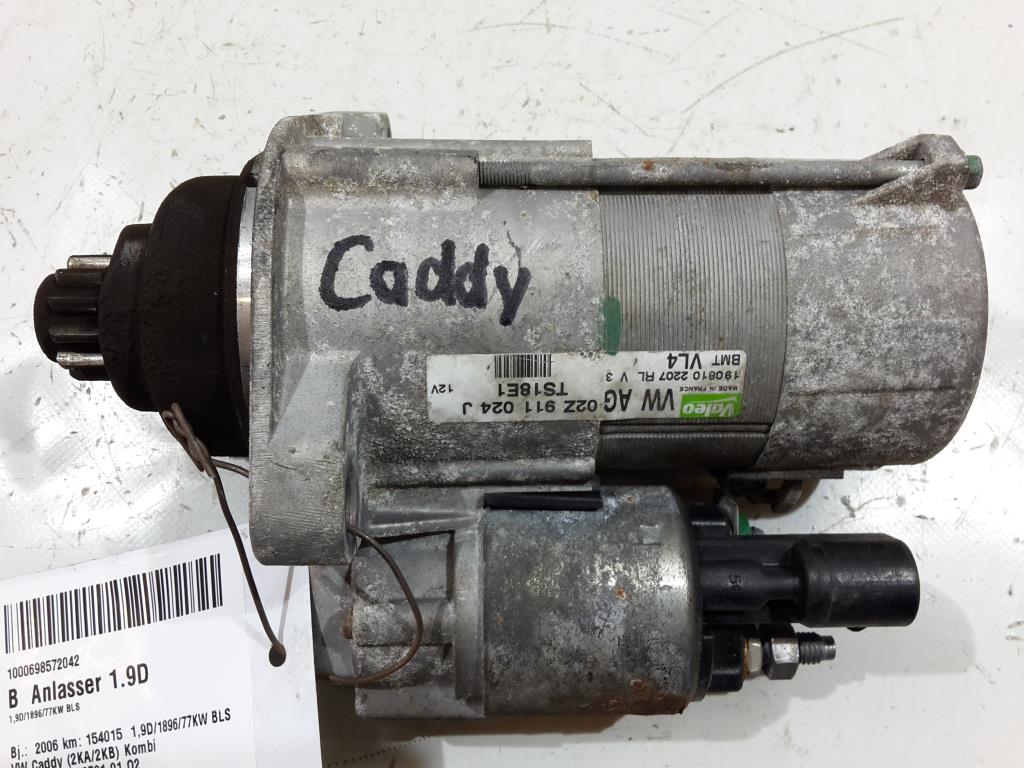 Caddy
Valeo
MADE IN FRANCE
VW AG 02Z 911 024 J
TS18E1
12V
190810 2207 RL V 3
BMT VL4
1000698572042
B Anlasser 1.9D
1,9D/1896/77KW BLS
Bj.: 2006 km: 154015 1,9D/1896/77KW BLS
VW Caddy (2KA/2KB) Kombi